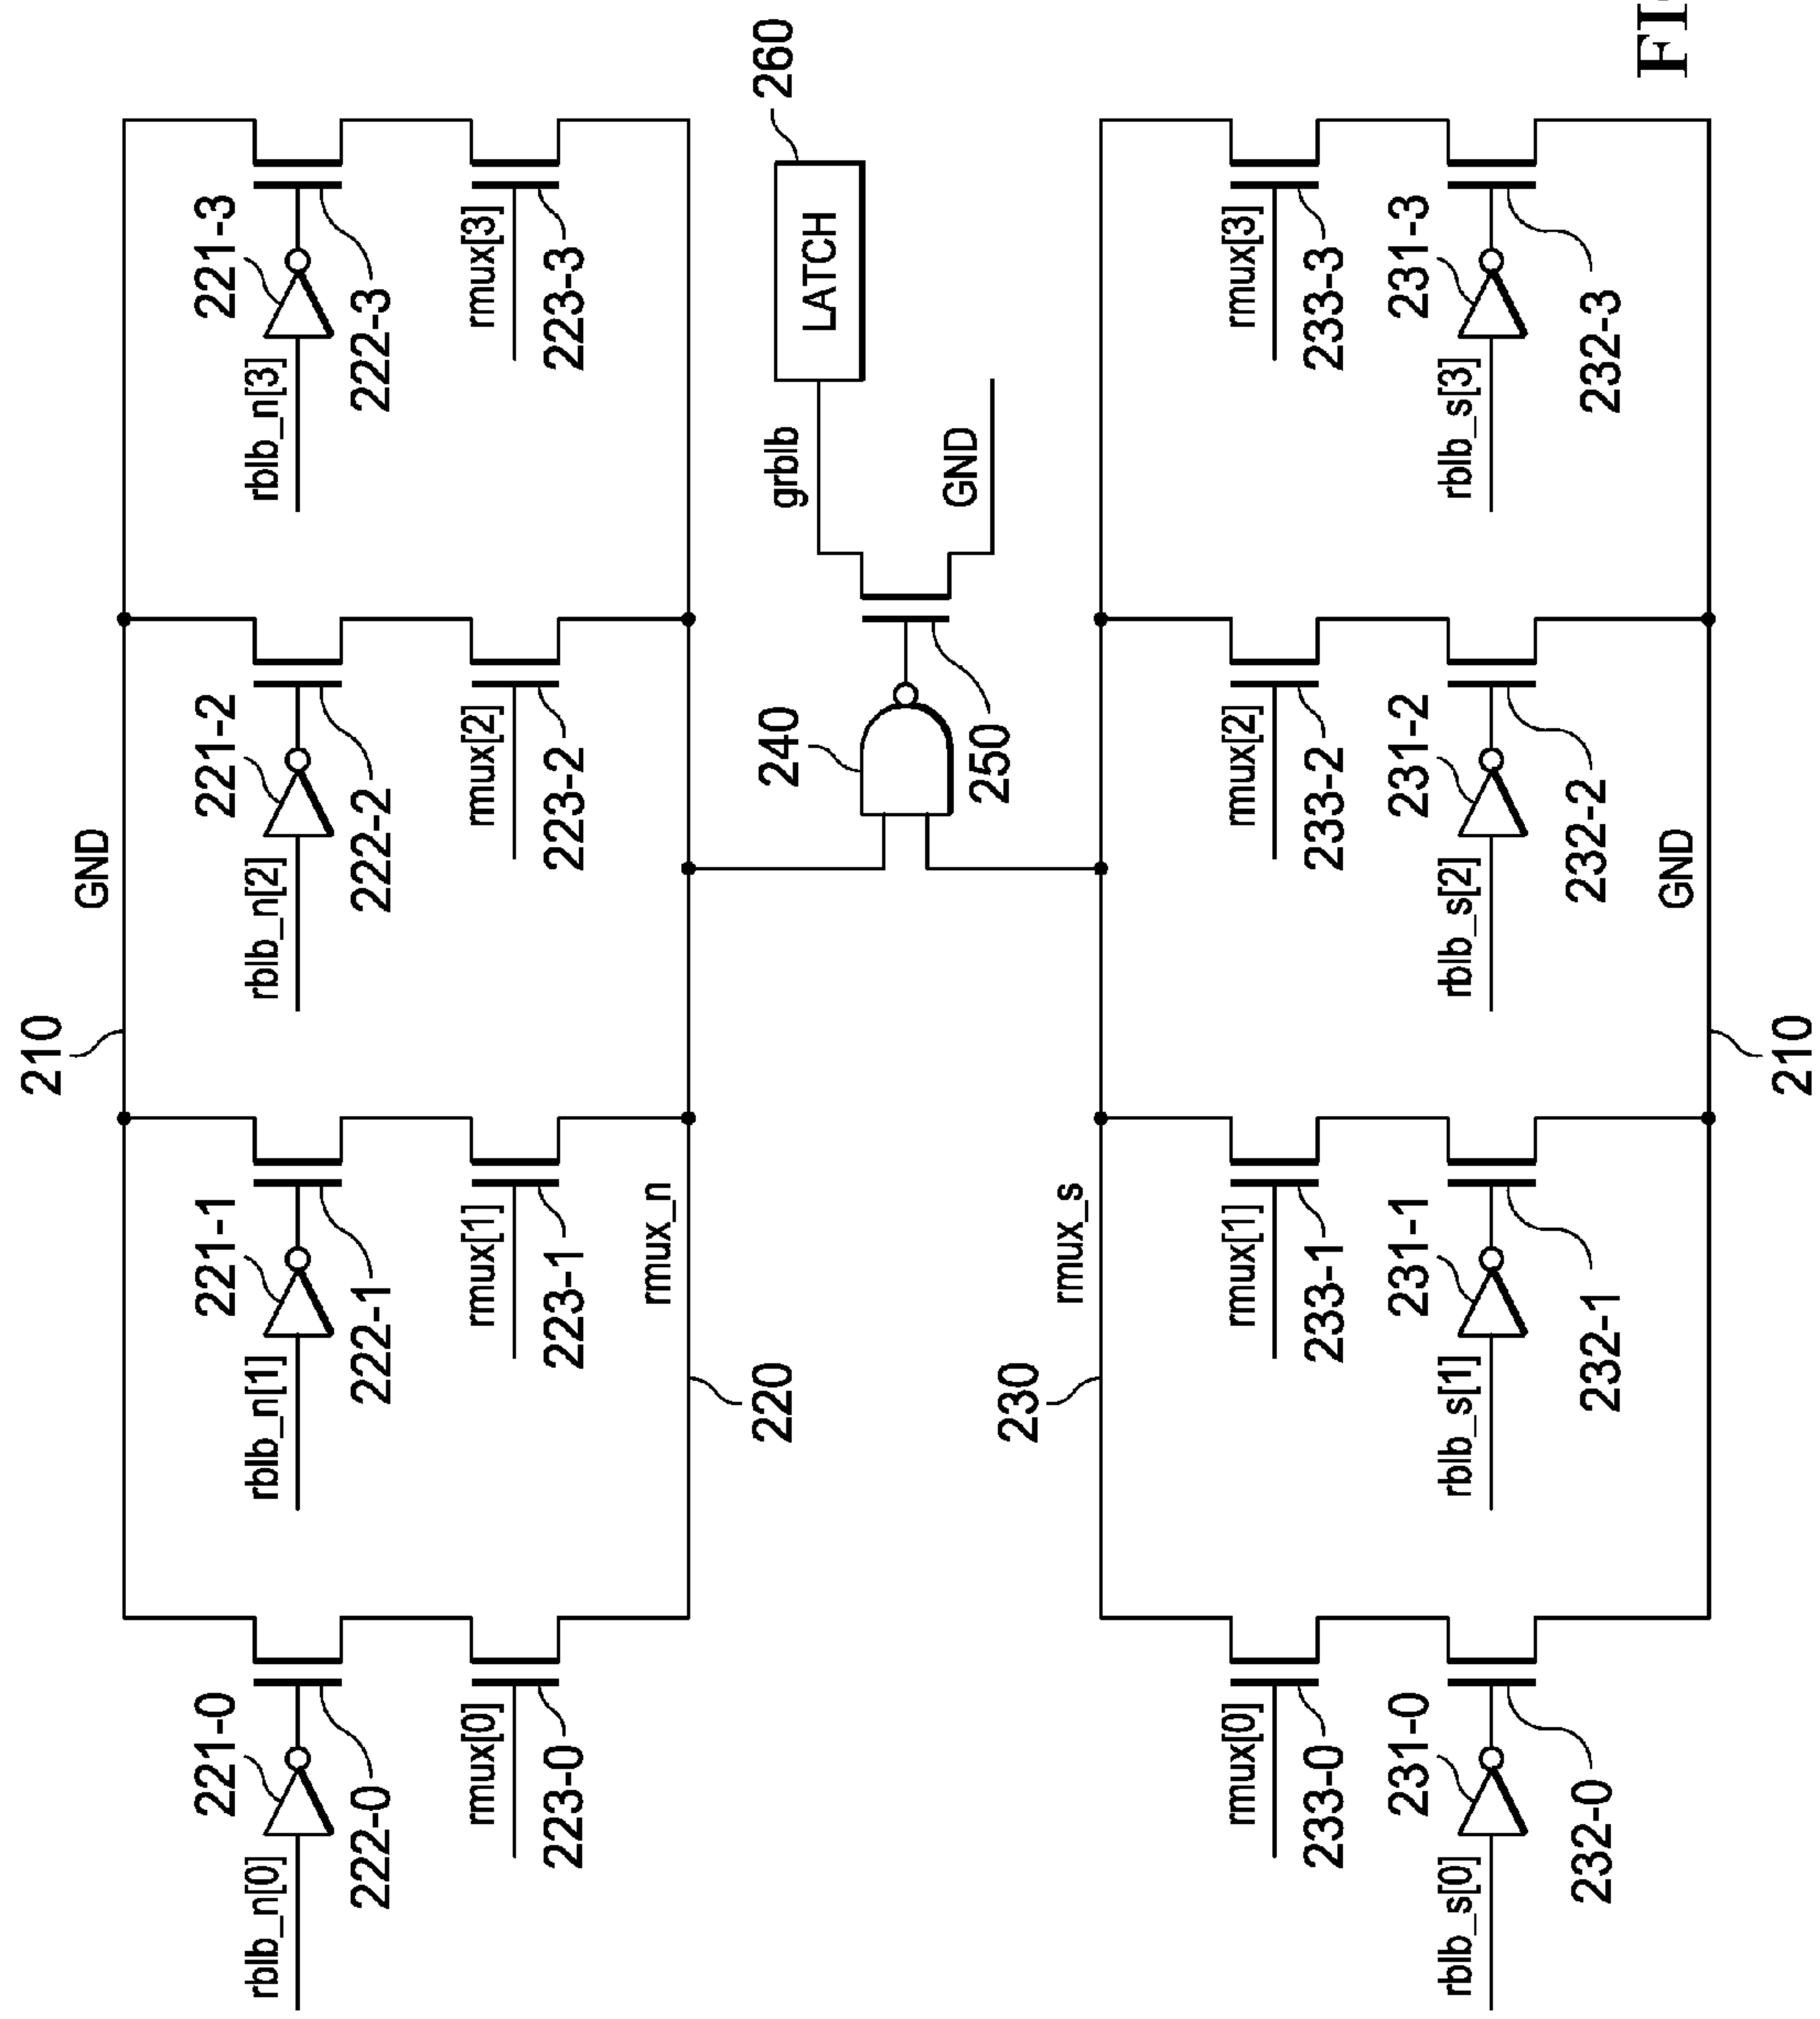 210
GND
221-0
221-1
221-2
221-3
rblb_n[0]
rblb_n[1]
rblb_n[2]
rblb_n[3]
222-0
222-1
222-2
222-3
rmux[0]
rmux[1]
rmux[2]
rmux[3]
223-0
223-1
223-2
223-3
rmux_n
220
240
260
grblb
LATCH
GND
250
230
rmux_s
rmux[0]
rmux[1]
rmux[2]
rmux[3]
233-0
233-1
233-2
233-3
231-0
231-1
231-2
231-3
rblb_s[0]
rblb_s[1]
rblb_s[2]
rblb_s[3]
232-0
232-1
232-2
232-3
GND
210